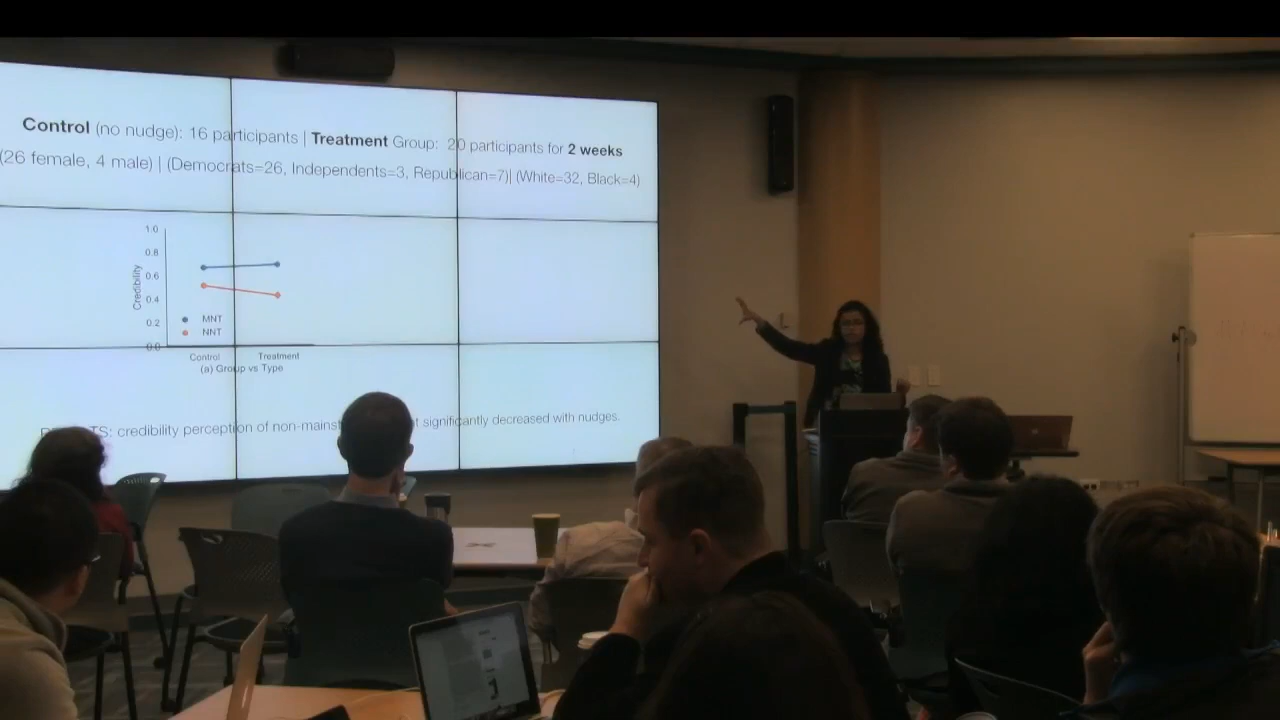 Control (no nudge): 16 participants | Treatment Group: 20 participants for 2 weeks
(26 female, 4 male) | (Democrats=26, Independents=3, Republican=7)| (White=32, Black=4)
1.0
0.8
0.6
0.4
0.2
0.0
Credibility
MNT
NNT
Control Treatment
(a) Group vs Type
credibility perception of significantly decreased with nudges.